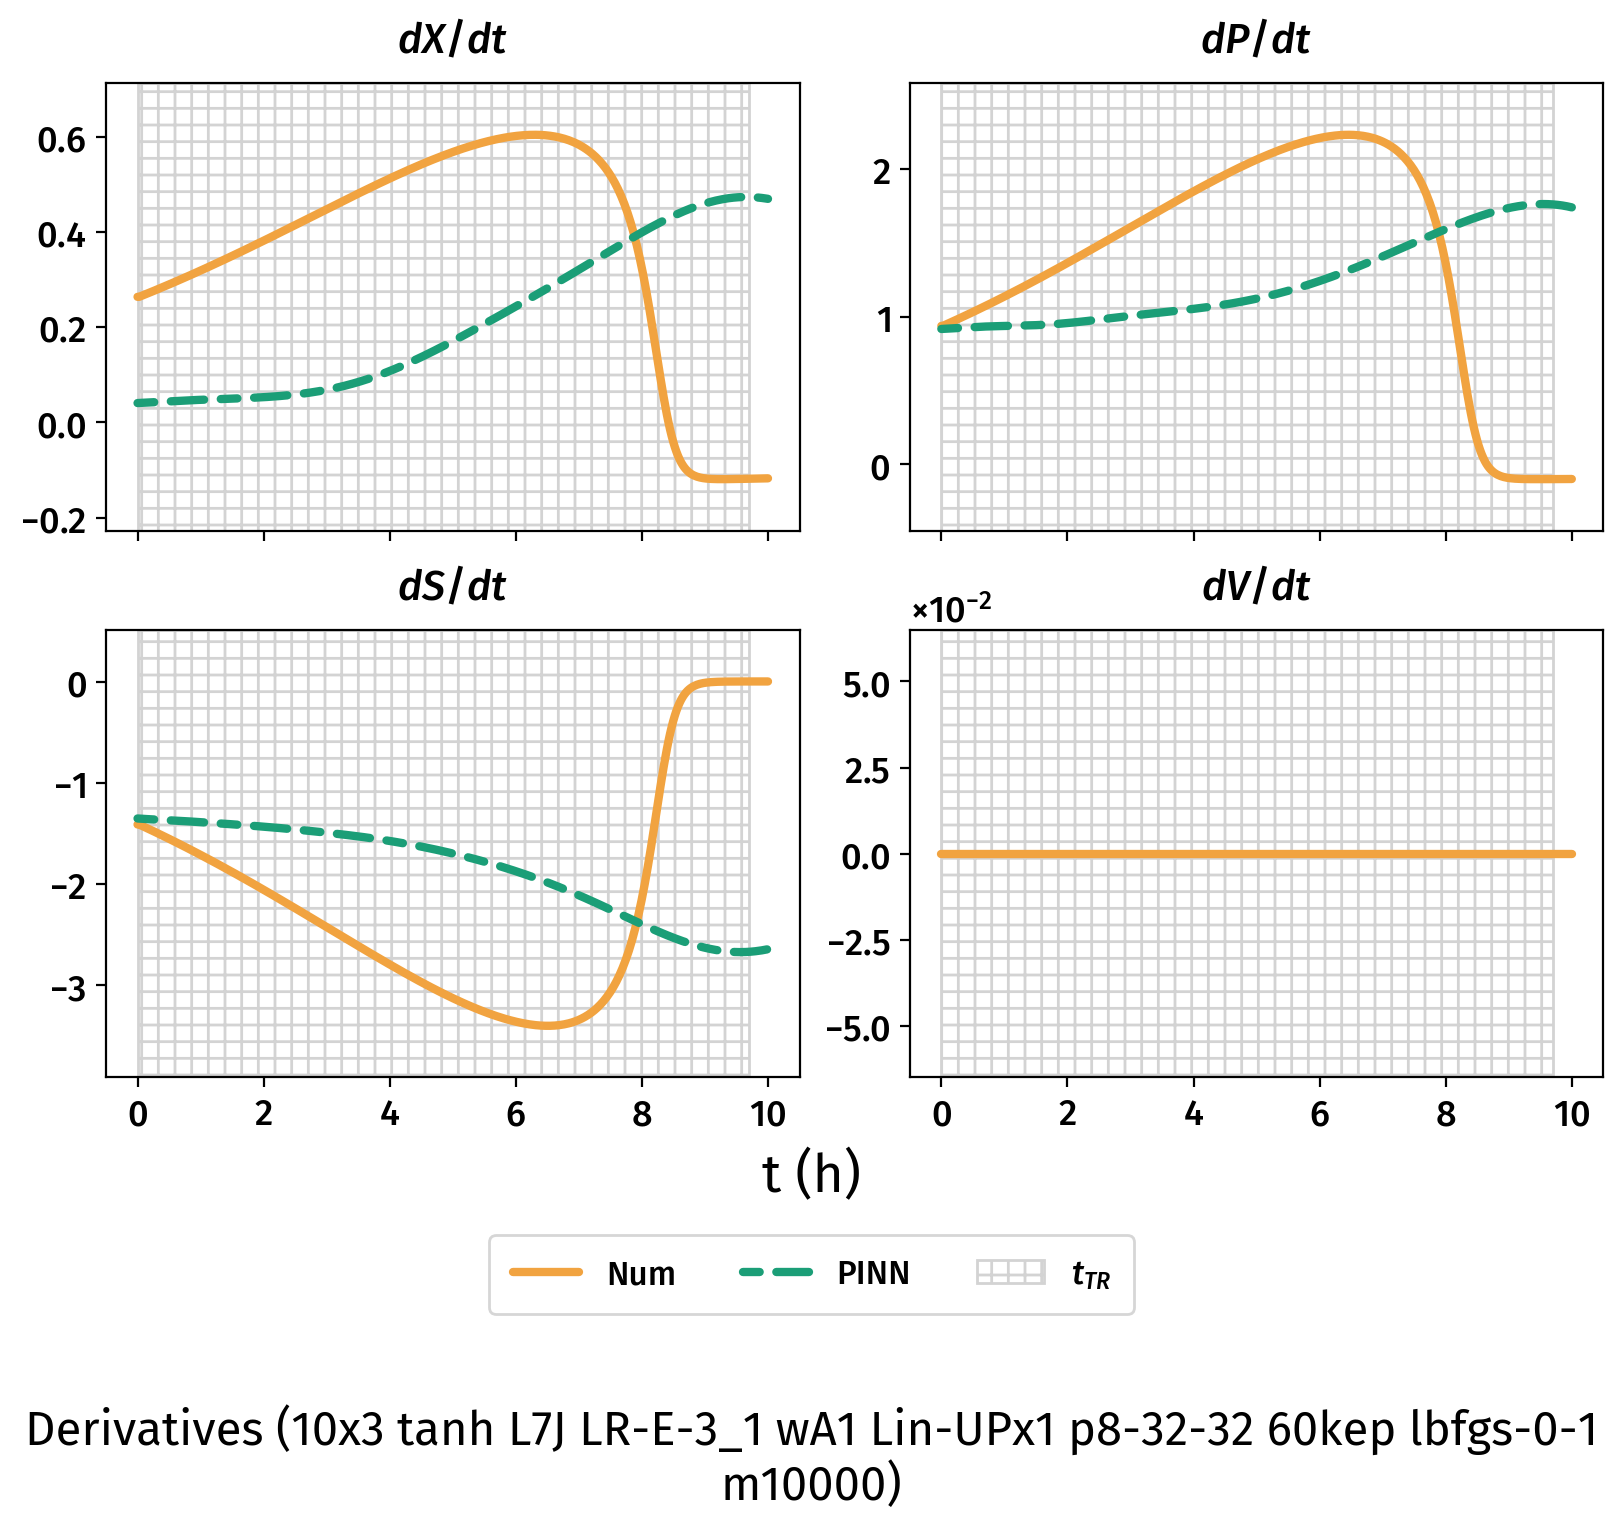 dX/dt
dP/dt
0.6
0.4
0.2
0.0
−0.2
2
1
0
dS/dt
dV/dt
×10⁻²
0
−1
−2
−3
5.0
2.5
0.0
−2.5
−5.0
0 2 4 6 8 10
0 2 4 6 8 10
t (h)
Num PINN t_TR
Derivatives (10x3 tanh L7J LR-E-3_1 wA1 Lin-UPx1 p8-32-32 60kep lbfgs-0-1
m10000)